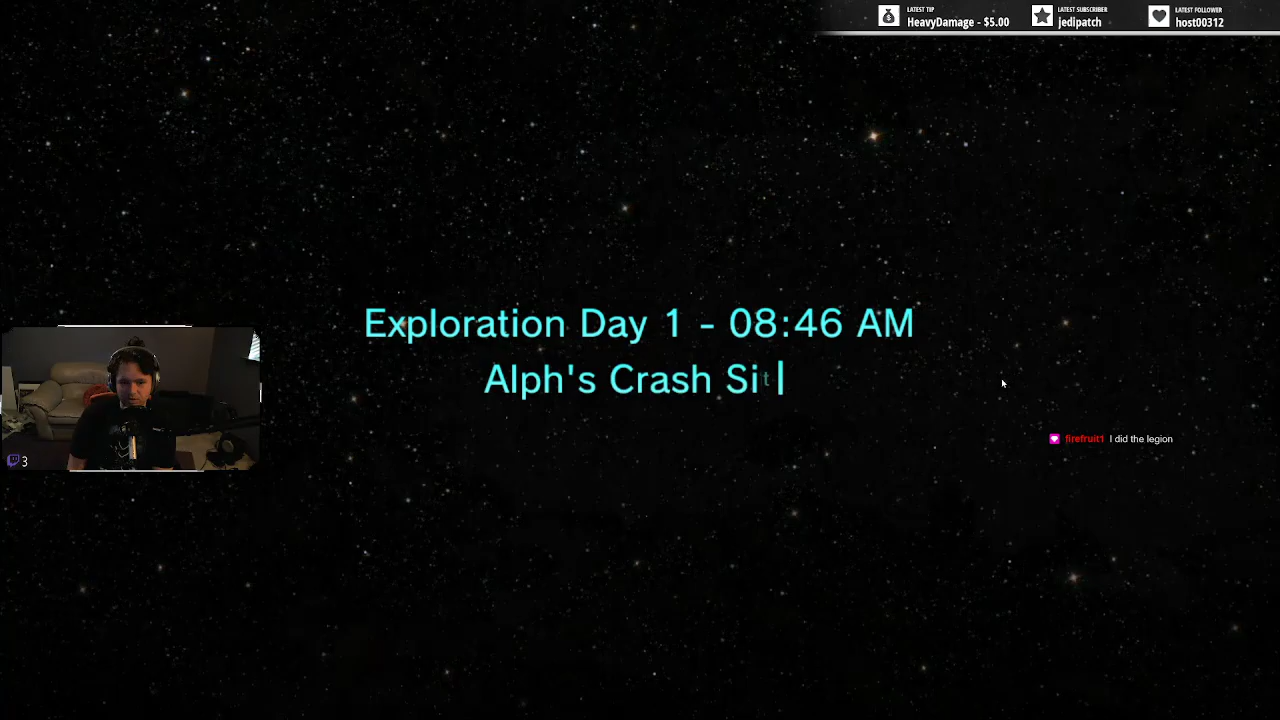 LATEST TIP
HeavyDamage - $5.00
LATEST SUBSCRIBER
jedipatch
LATEST FOLLOWER
host00312
Exploration Day 1 - 08:46 AM
Alph's Crash Sit
3
firefruit1 I did the legion